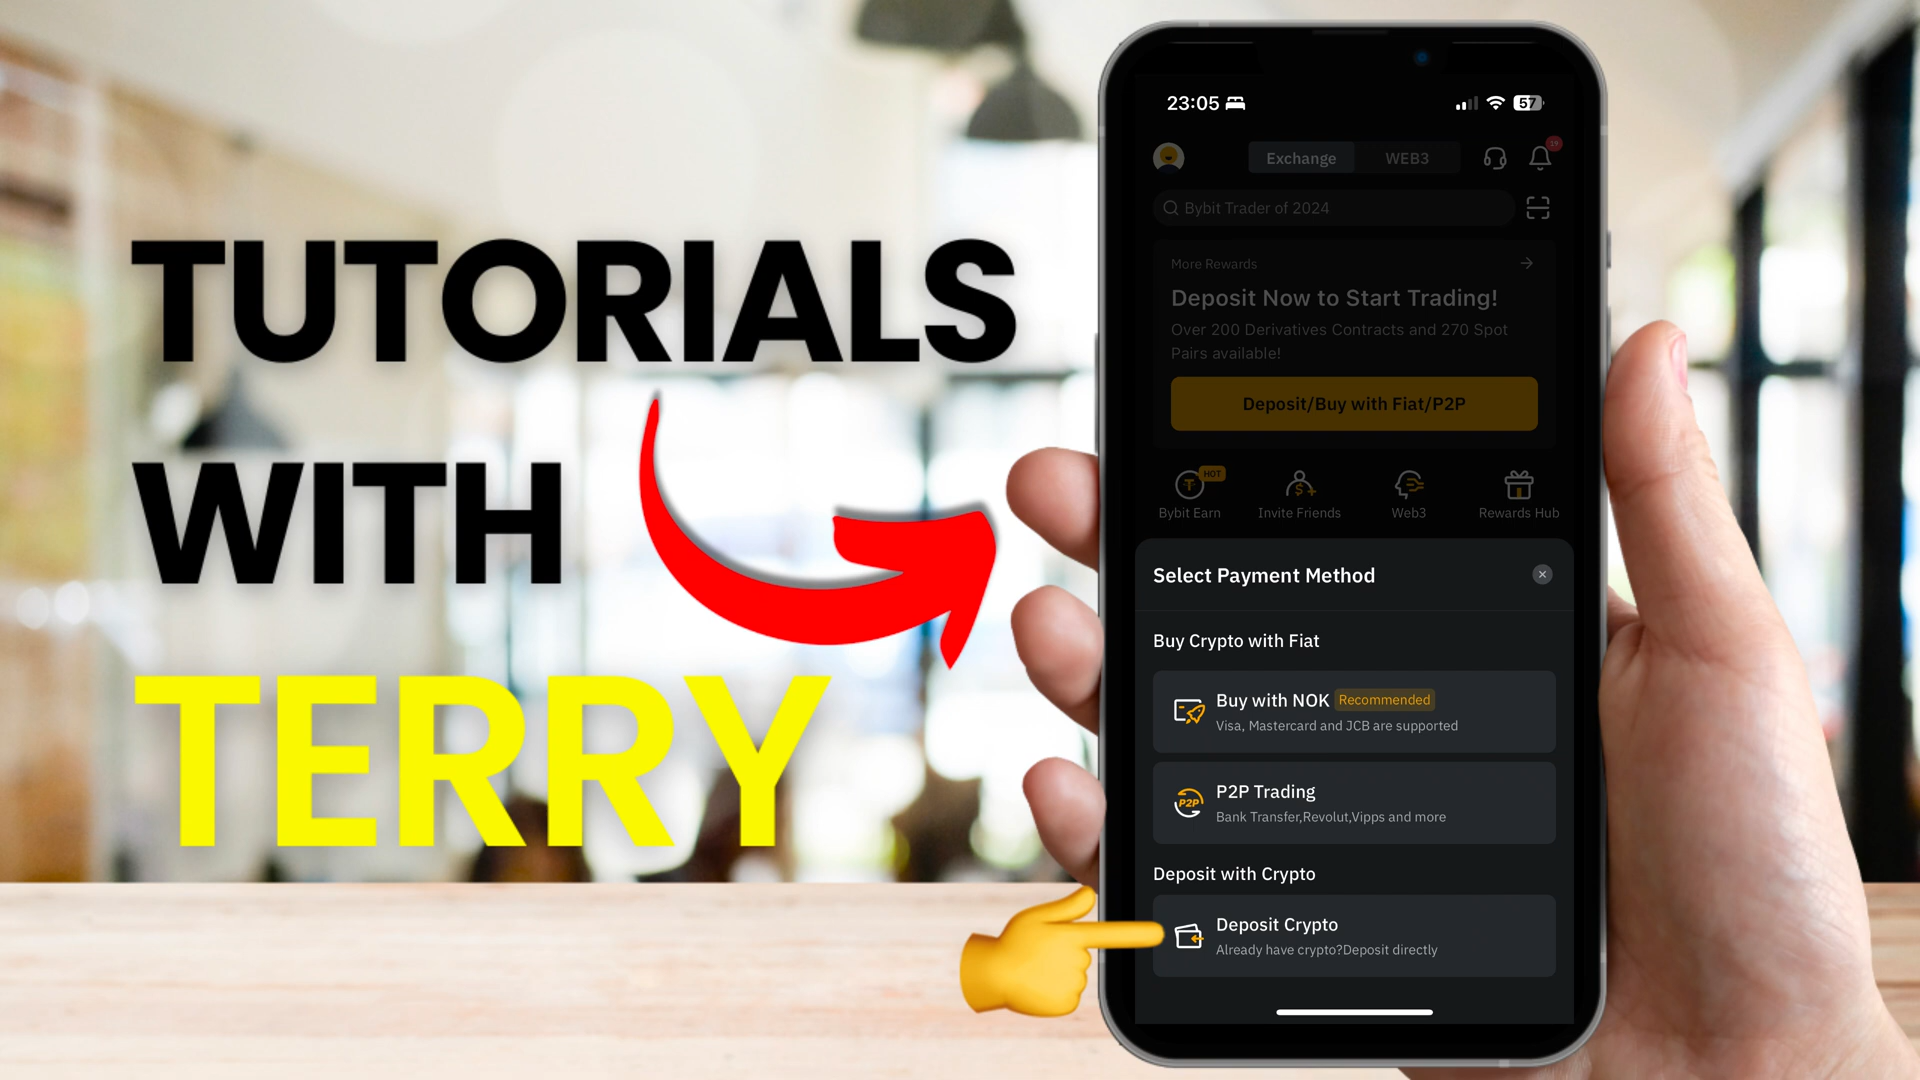 TUTORIALS
WITH
TERRY
23:05
57
Exchange WEB3
19
Bybit Trader of 2024
More Rewards
Deposit Now to Start Trading!
Over 200 Derivatives Contracts and 270 Spot
Pairs available!
Deposit/Buy with Fiat/P2P
HOT
Bybit Earn Invite Friends Web3 Rewards Hub
Select Payment Method
Buy Crypto with Fiat
Buy with NOK Recommended
Visa, Mastercard and JCB are supported
P2P
P2P Trading
Bank Transfer,Revolut,Vipps and more
Deposit with Crypto
Deposit Crypto
Already have crypto?Deposit directly